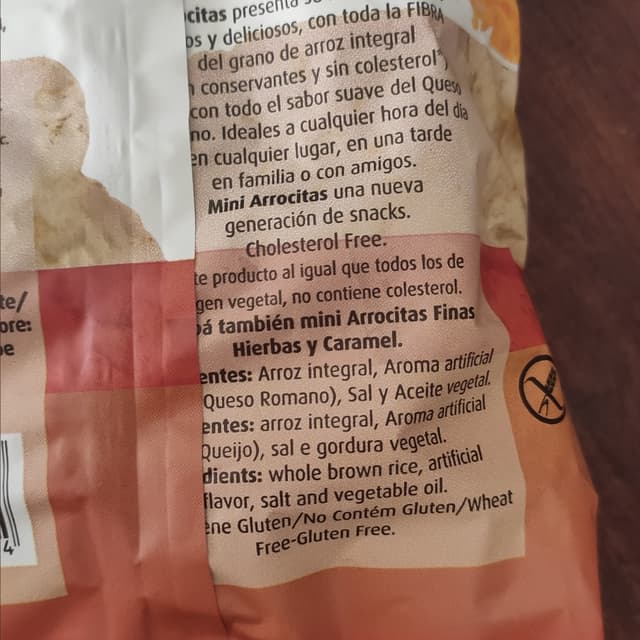 citas presenta
os y deliciosos, con toda la FIBRA
del grano de arroz integral
conservantes y sin colesterol*,
con todo el sabor suave del Queso
no. Ideales a cualquier hora del día
en cualquier lugar, en una tarde
en familia o con amigos.
Mini Arrocitas una nueva
generación de snacks.
Cholesterol Free.
te producto al igual que todos los de
gen vegetal, no contiene colesterol.
bá también mini Arrocitas Finas
Hierbas y Caramel.
entes: Arroz integral, Aroma artificial
Queso Romano), Sal y Aceite vegetal.
entes: arroz integral, Aroma artificial
Queijo), sal e gordura vegetal.
dients: whole brown rice, artificial
flavor, salt and vegetable oil.
ene Gluten/No Contém Gluten/Wheat
Free-Gluten Free.
te/
bre:
e
4